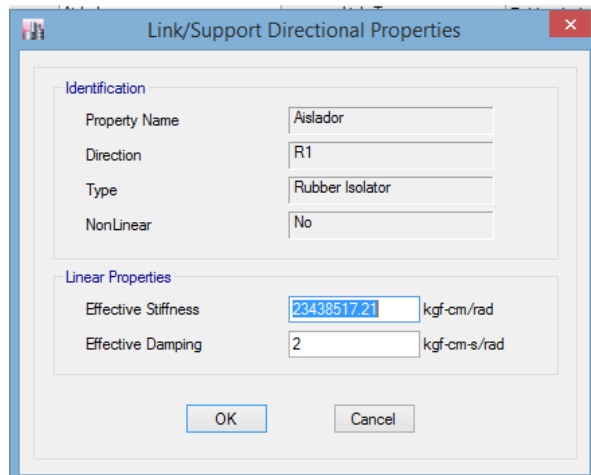 Link/Support Directional Properties
Identification
Property Name Aislador
Direction R1
Type Rubber Isolator
NonLinear No
Linear Properties
Effective Stiffness 23438517.21 kgf-cm/rad
Effective Damping 2 kgf-cm-s/rad
OK Cancel